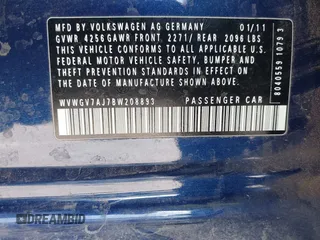 MFD BY VOLKSWAGEN AG GERMANY 01/11
GVWR 4256 GAWR FRONT 2271/ REAR 2096 LBS
THIS VEHICLE CONFORMS TO ALL APPLICABLE U.S.
FEDERAL MOTOR VEHICLE SAFETY, BUMPER AND
THEFT PREVENTION STANDARDS IN EFFECT
ON THE DATE OF MANUFACTURE SHOWN ABOVE.
WVWGV7AJ7BW208893 PASSENGER CAR
8040559 1079 3
DREAMBID